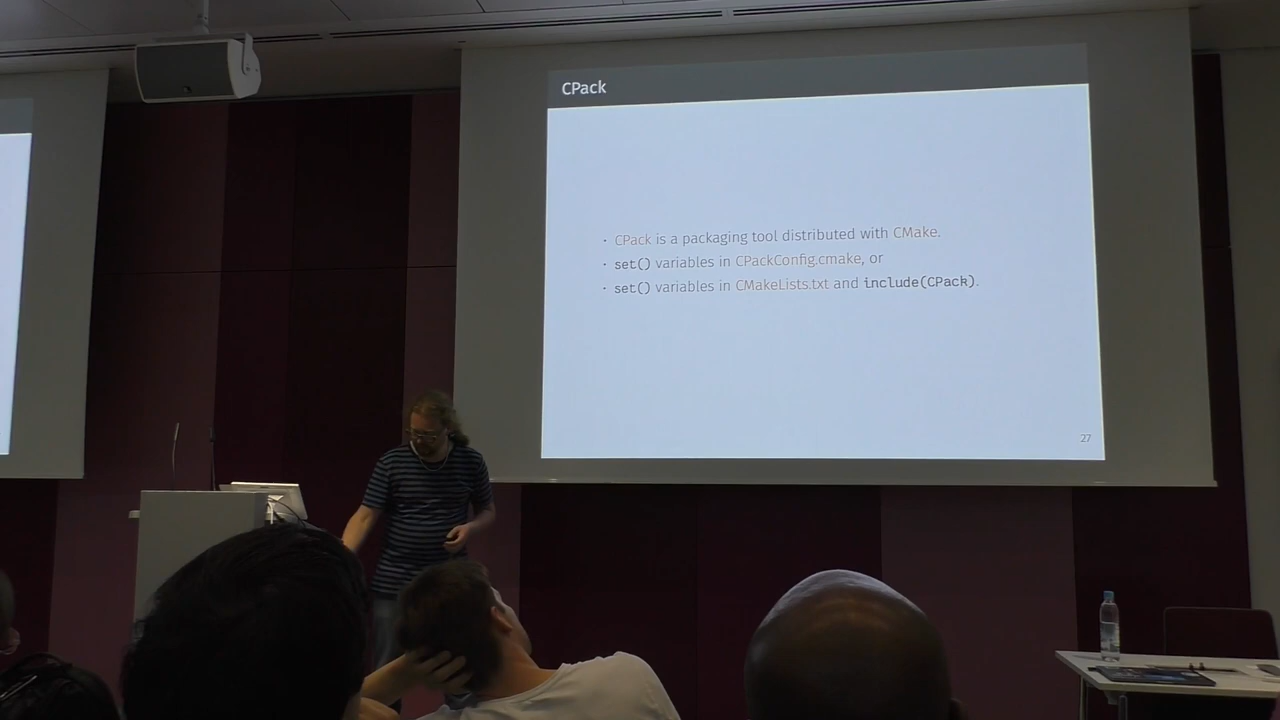 CPack
· CPack is a packaging tool distributed with CMake.
· set() variables in CPackConfig.cmake, or
· set() variables in CMakeLists.txt and include(CPack).
27